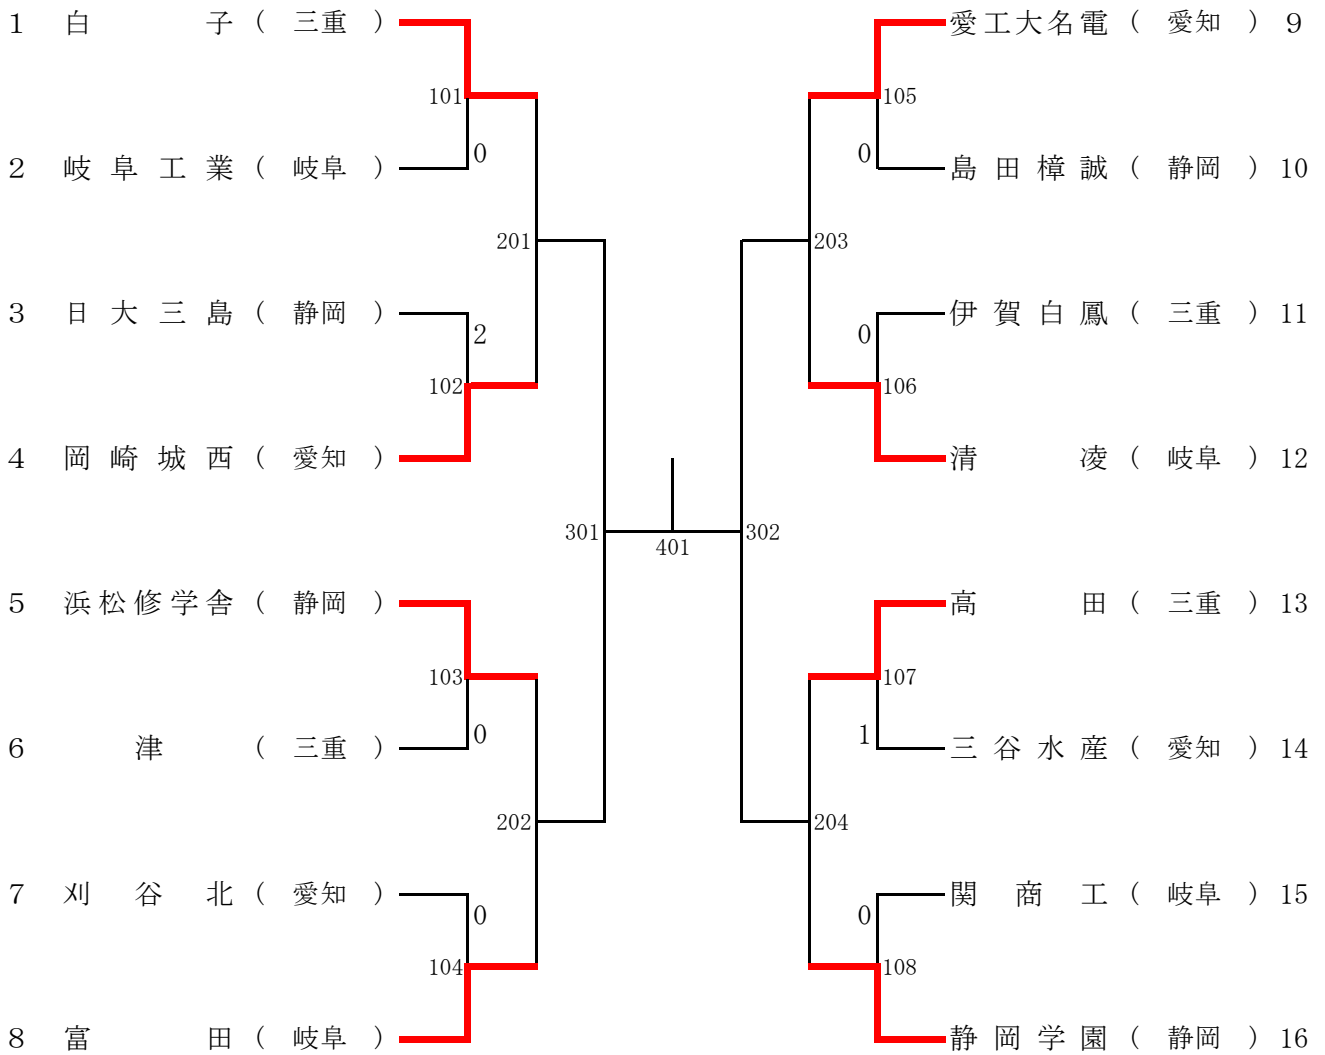 1 白子 ( 三重 )
愛工大名電 ( 愛知 ) 9
101
105
0
0
2 岐阜工業 ( 岐阜 )
島田樟誠 ( 静岡 ) 10
201
203
3 日大三島 ( 静岡 )
伊賀白鳳 ( 三重 ) 11
2
0
102
106
4 岡崎城西 ( 愛知 )
清凌 ( 岐阜 ) 12
301
302
401
5 浜松修学舎 ( 静岡 )
高田 ( 三重 ) 13
103
107
0
1
6 津 ( 三重 )
三谷水産 ( 愛知 ) 14
202
204
7 刈谷北 ( 愛知 )
関商工 ( 岐阜 ) 15
0
0
104
108
8 富田 ( 岐阜 )
静岡学園 ( 静岡 ) 16